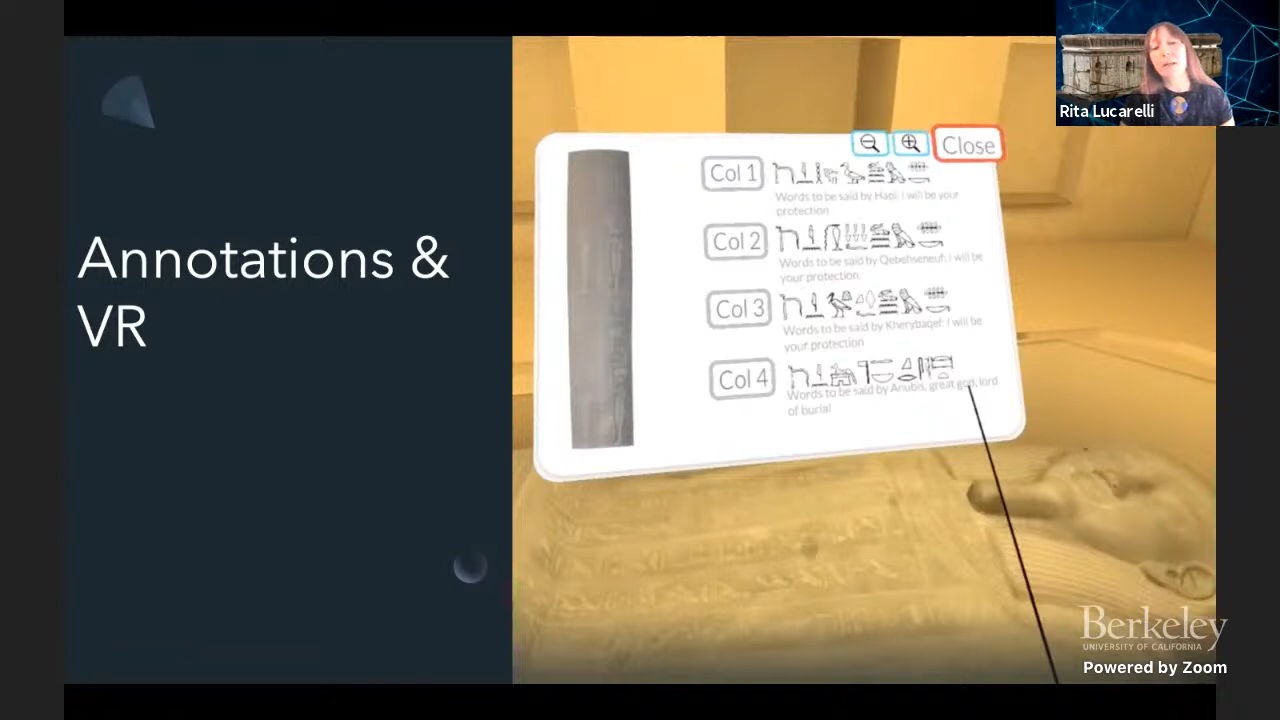 Rita Lucarelli
Annotations &
VR
Close
Col 1
Words to be said by Hapi: I will be your
protection
Col 2
Words to be said by Qebehseneuf: I will be
your protection.
Col 3
Words to be said by Kherybaqef: I will be
your protection
Col 4
Words to be said by Anubis, great god, lord
of burial
Berkeley
UNIVERSITY OF CALIFORNIA
Powered by Zoom